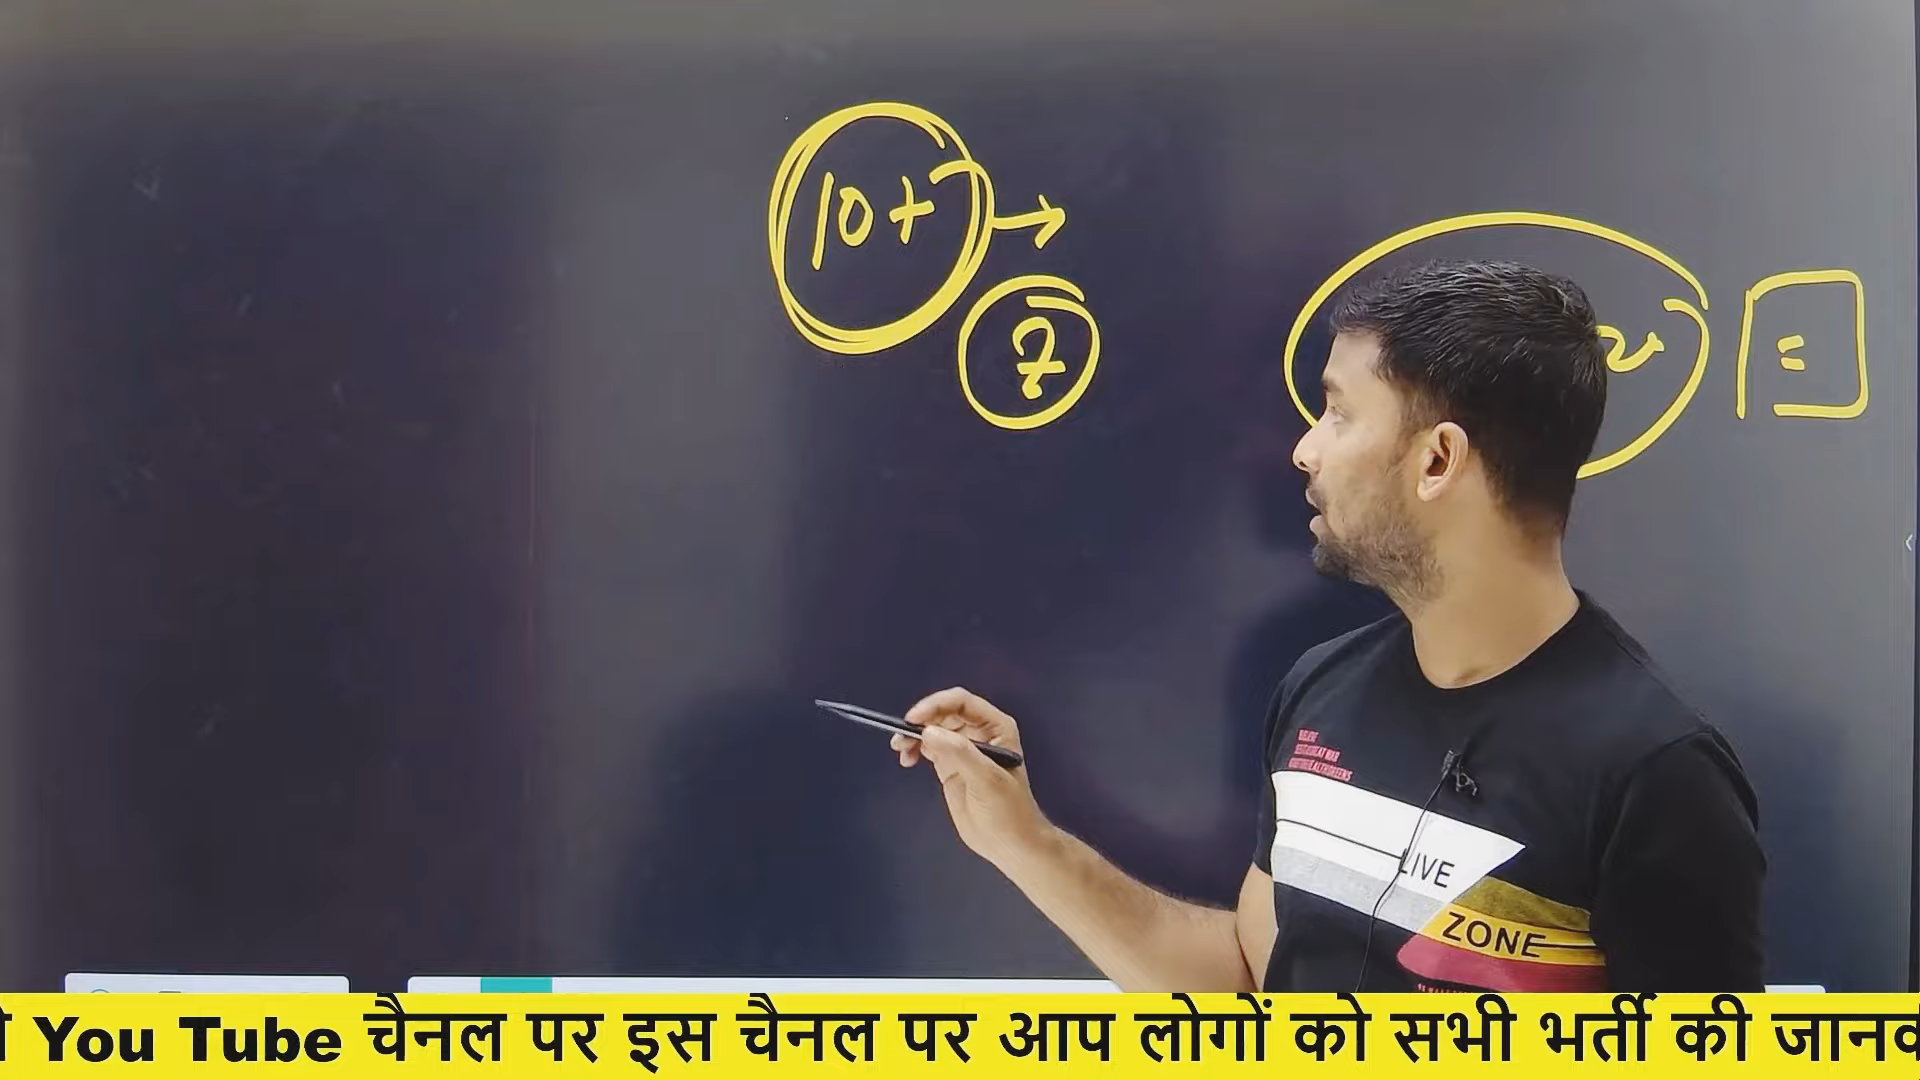 10+ →
7
=
LIVE
ZONE
You Tube चैनल पर इस चैनल पर आप लोगों को सभी भर्ती की